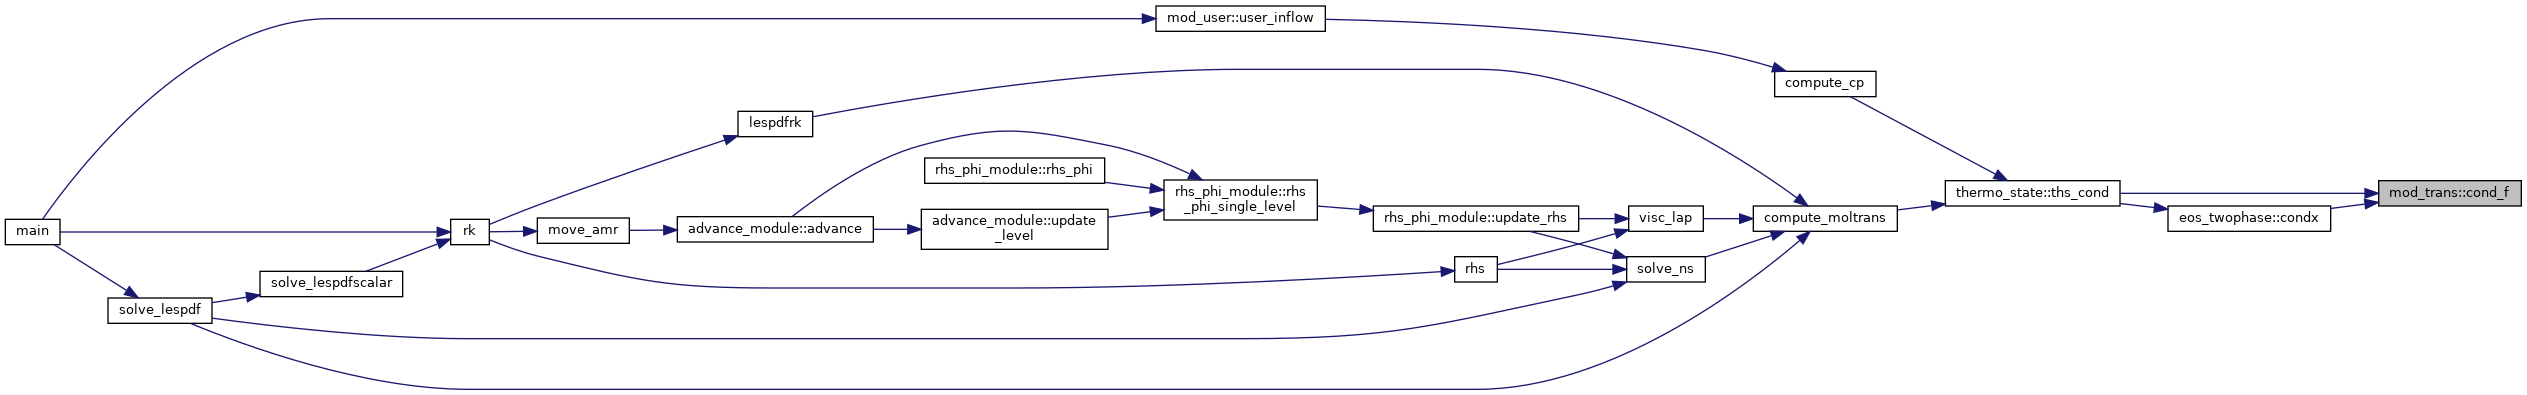 mod_user::user_inflow
compute_cp
lespdfrk
rhs_phi_module::rhs_phi
rhs_phi_module::rhs
_phi_single_level
thermo_state::ths_cond
mod_trans::cond_f
main
rk
move_amr
advance_module::advance
advance_module::update
_level
rhs_phi_module::update_rhs
visc_lap
compute_moltrans
eos_twophase::condx
solve_lespdfscalar
rhs
solve_ns
solve_lespdf